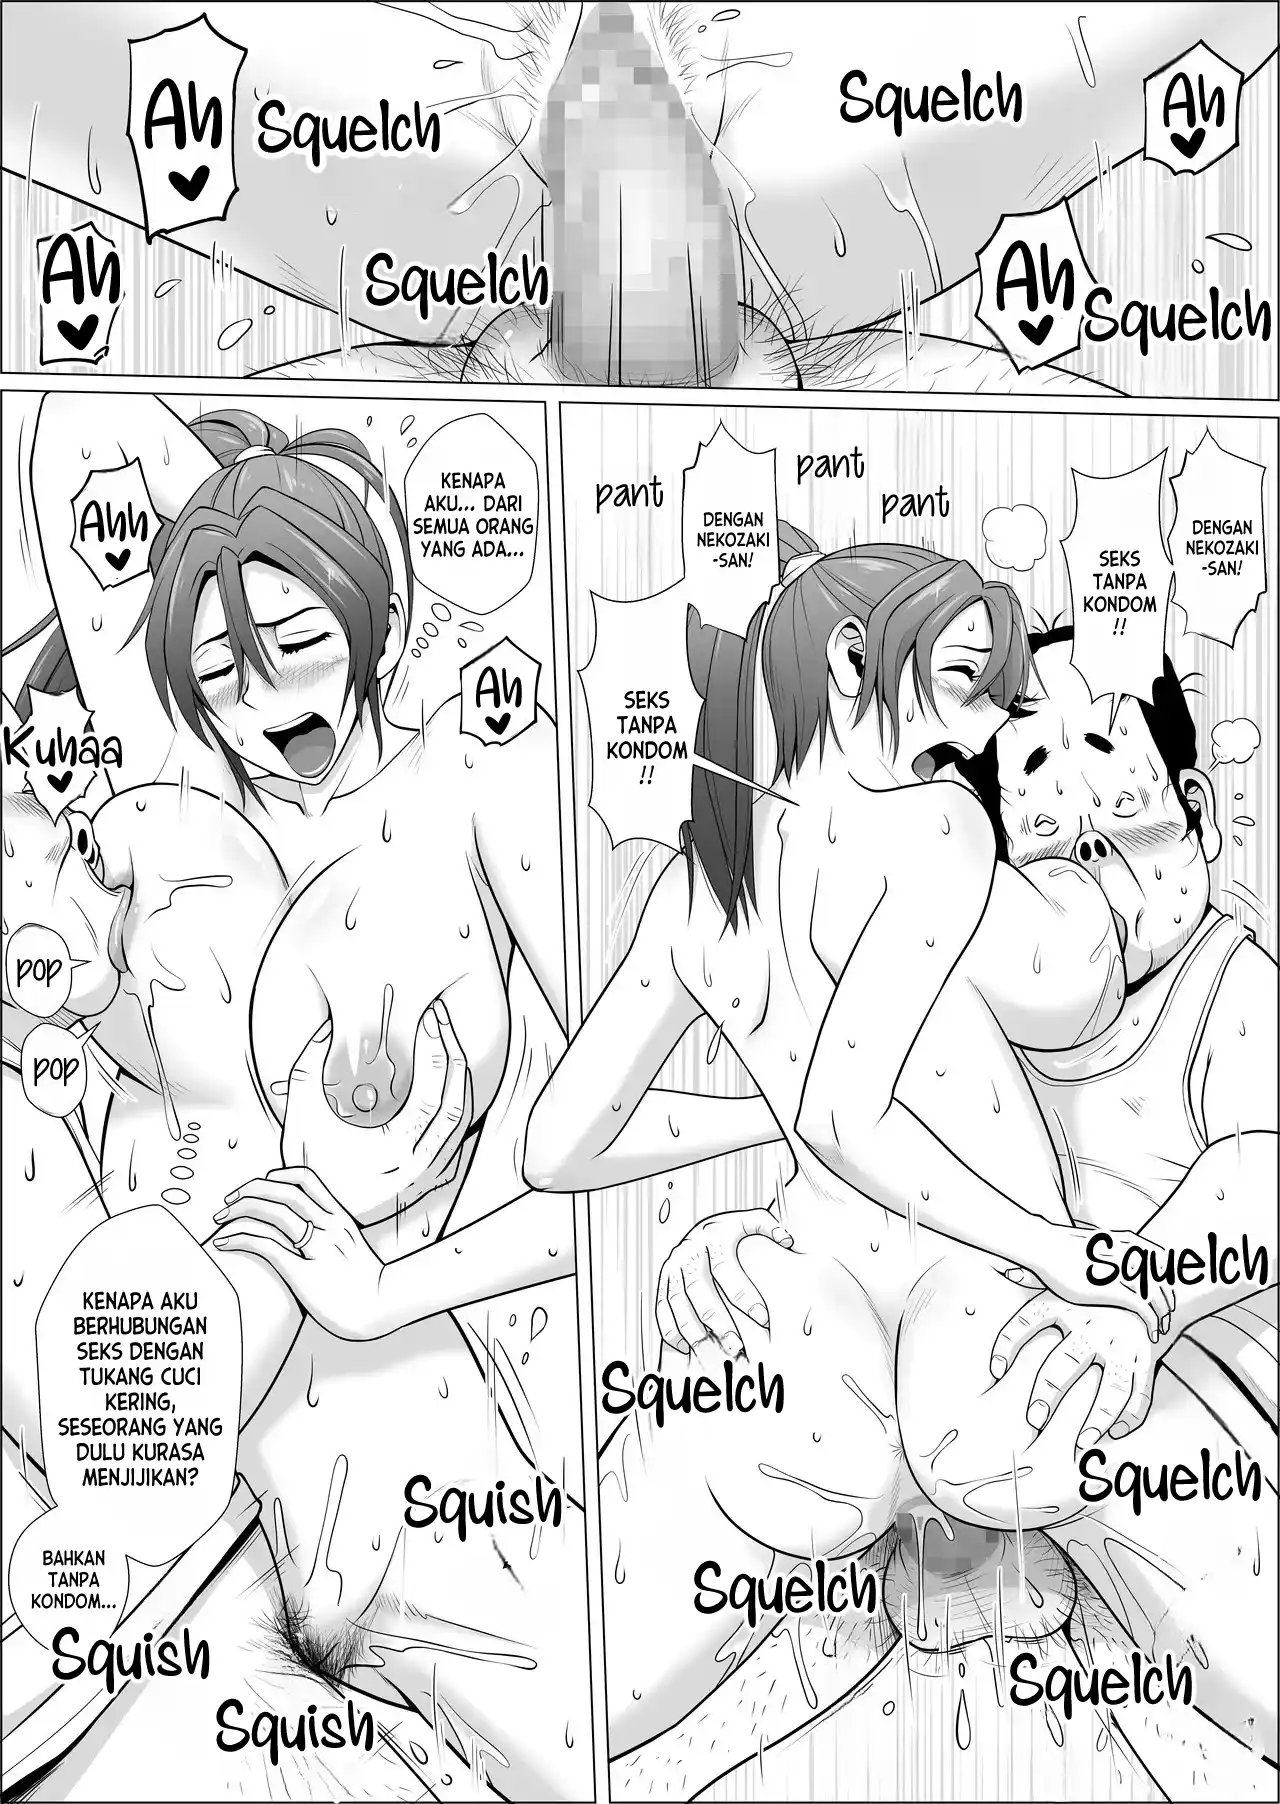 Ah
Squelch
Squelch
Ah
Ah
Squelch
Ah
Squelch
KENAPA
AKU... DARI
SEMUA ORANG
YANG ADA...
Ahh
Ah
Kuhaa
pop
pop
KENAPA AKU
BERHUBUNGAN
SEKS DENGAN
TUKANG CUCI
KERING,
SESEORANG YANG
DULU KURASA
MENJIJIKAN?
BAHKAN
TANPA
KONDOM...
Squish
Squish
Squish
pant
pant
pant
DENGAN
NEKOZAKI
-SAN!
SEKS
TANPA
KONDOM
!!
SEKS
TANPA
KONDOM
!!
DENGAN
NEKOZAKI
-SAN!
Squelch
Squelch
Squelch
Squelch
Squelch